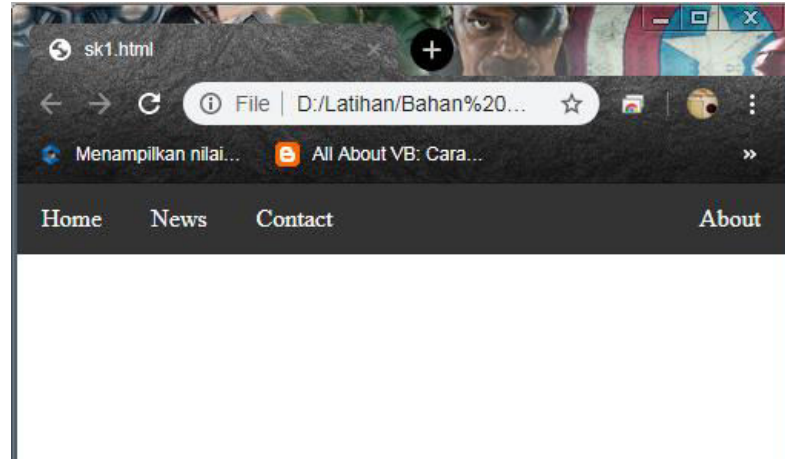 sk1.html
File D:/Latihan/Bahan%20...
Menampilkan nilai... All About VB: Cara...
Home News Contact About